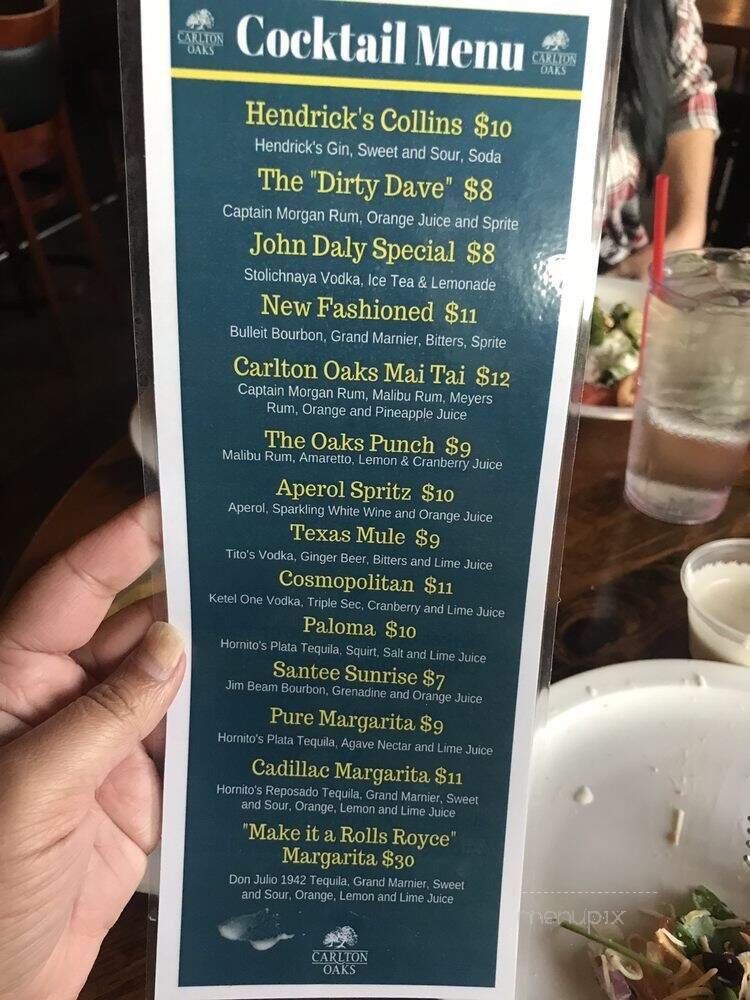 CARLTON
OAKS
Cocktail Menu
CARLTON
OAKS
Hendrick's Collins $10
Hendrick's Gin, Sweet and Sour, Soda
The "Dirty Dave" $8
Captain Morgan Rum, Orange Juice and Sprite
John Daly Special $8
Stolichnaya Vodka, Ice Tea & Lemonade
New Fashioned $11
Bulleit Bourbon, Grand Marnier, Bitters, Sprite
Carlton Oaks Mai Tai $12
Captain Morgan Rum, Malibu Rum, Meyers
Rum, Orange and Pineapple Juice
The Oaks Punch $9
Malibu Rum, Amaretto, Lemon & Cranberry Juice
Aperol Spritz $10
Aperol, Sparkling White Wine and Orange Juice
Texas Mule $9
Tito's Vodka, Ginger Beer, Bitters and Lime Juice
Cosmopolitan $11
Ketel One Vodka, Triple Sec, Cranberry and Lime Juice
Paloma $10
Hornito's Plata Tequila, Squirt, Salt and Lime Juice
Santee Sunrise $7
Jim Beam Bourbon, Grenadine and Orange Juice
Pure Margarita $9
Hornito's Plata Tequila, Agave Nectar and Lime Juice
Cadillac Margarita $11
Hornito's Reposado Tequila, Grand Marnier, Sweet
and Sour, Orange, Lemon and Lime Juice
"Make it a Rolls Royce"
Margarita $30
Don Julio 1942 Tequila, Grand Marnier, Sweet
and Sour, Orange, Lemon and Lime Juice
CARLTON
OAKS
menupix